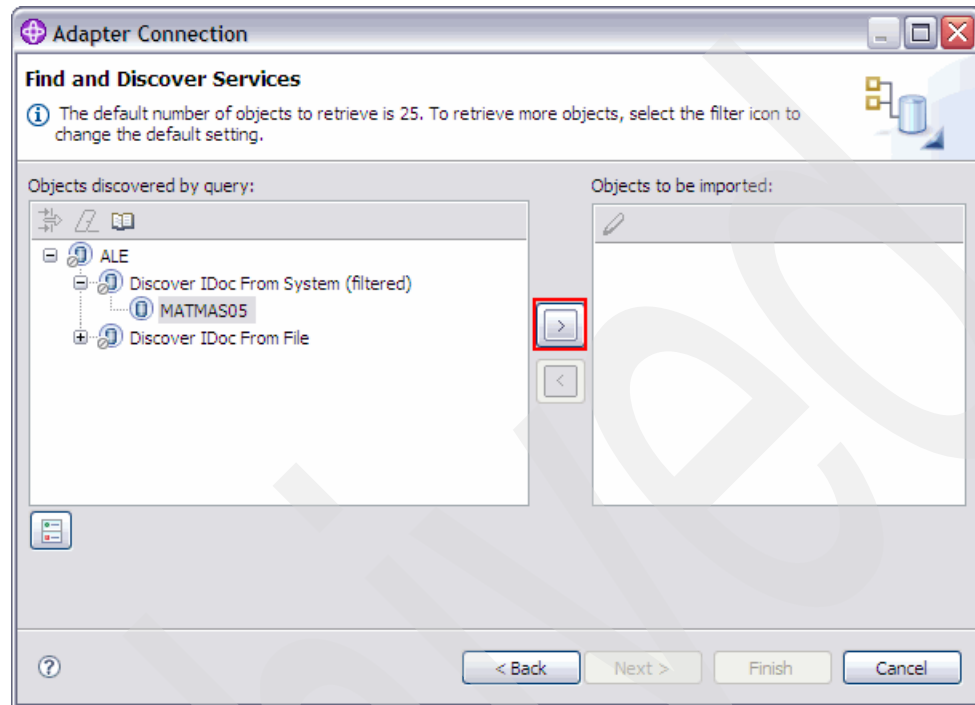 Adapter Connection
Find and Discover Services
The default number of objects to retrieve is 25. To retrieve more objects, select the filter icon to
change the default setting.
Objects discovered by query:
Objects to be imported:
ALE
Discover IDoc From System (filtered)
MATMAS05
Discover IDoc From File
>
<
< Back
Next >
Finish
Cancel